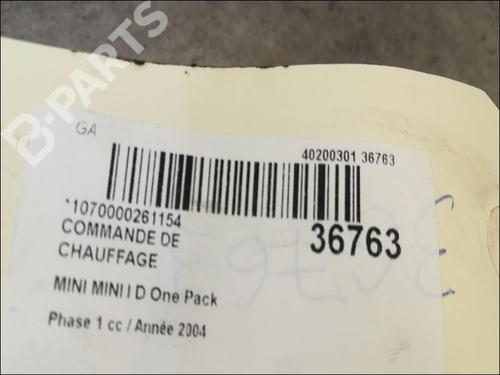 B-PARTS
GA
40200301 36763
*1070000261154
36763
COMMANDE DE
CHAUFFAGE
MINI MINI I D One Pack
Phase 1 cc / Année 2004